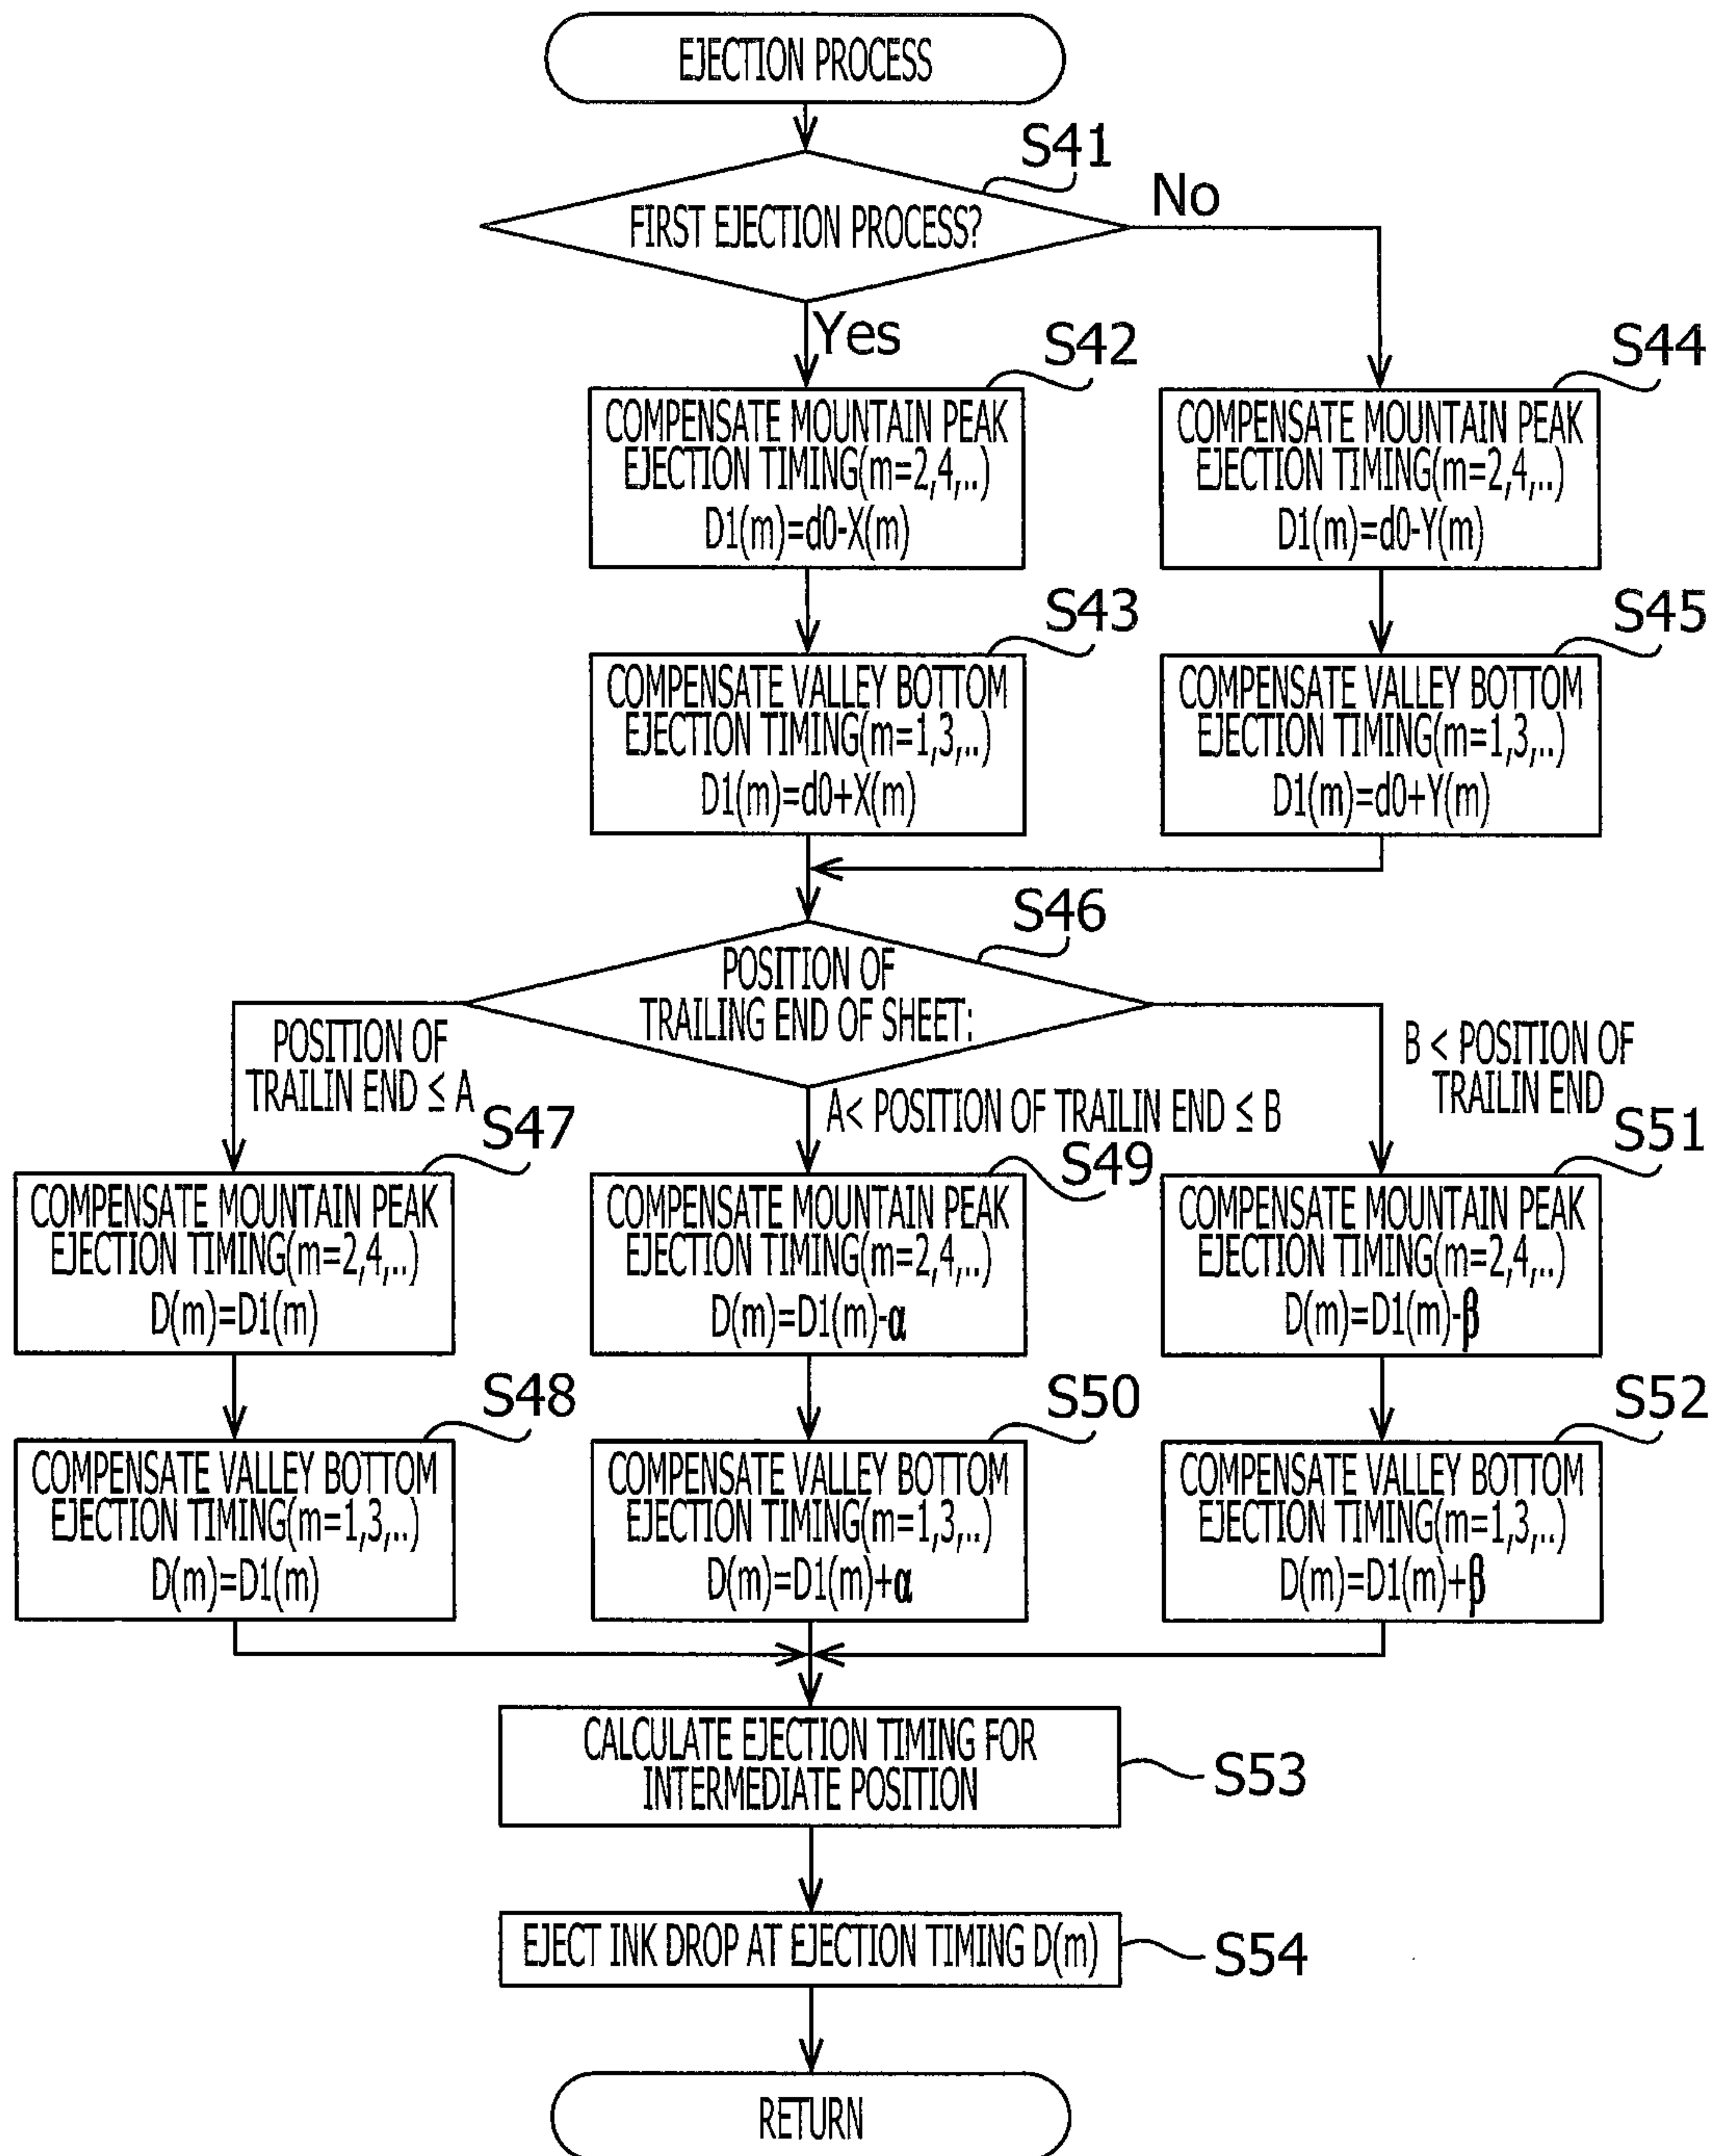 EJECTION PROCESS
S41
FIRST EJECTION PROCESS?
No
Yes
S42
COMPENSATE MOUNTAIN PEAK
EJECTION TIMING(m=2,4,..)
D1(m)=d0-X(m)
S44
COMPENSATE MOUNTAIN PEAK
EJECTION TIMING(m=2,4,..)
D1(m)=d0-Y(m)
S43
COMPENSATE VALLEY BOTTOM
EJECTION TIMING(m=1,3,..)
D1(m)=d0+X(m)
S45
COMPENSATE VALLEY BOTTOM
EJECTION TIMING(m=1,3,..)
D1(m)=d0+Y(m)
S46
POSITION OF
TRAILING END OF SHEET:
POSITION OF
TRAILIN END ≤ A
A< POSITION OF TRAILIN END ≤ B
B < POSITION OF
TRAILIN END
S47
COMPENSATE MOUNTAIN PEAK
EJECTION TIMING(m=2,4,..)
D(m)=D1(m)
S49
COMPENSATE MOUNTAIN PEAK
EJECTION TIMING(m=2,4,..)
D(m)=D1(m)-α
S51
COMPENSATE MOUNTAIN PEAK
EJECTION TIMING(m=2,4,..)
D(m)=D1(m)-β
S48
COMPENSATE VALLEY BOTTOM
EJECTION TIMING(m=1,3,..)
D(m)=D1(m)
S50
COMPENSATE VALLEY BOTTOM
EJECTION TIMING(m=1,3,..)
D(m)=D1(m)+α
S52
COMPENSATE VALLEY BOTTOM
EJECTION TIMING(m=1,3,..)
D(m)=D1(m)+β
CALCULATE EJECTION TIMING FOR
INTERMEDIATE POSITION
S53
EJECT INK DROP AT EJECTION TIMING D(m)
S54
RETURN